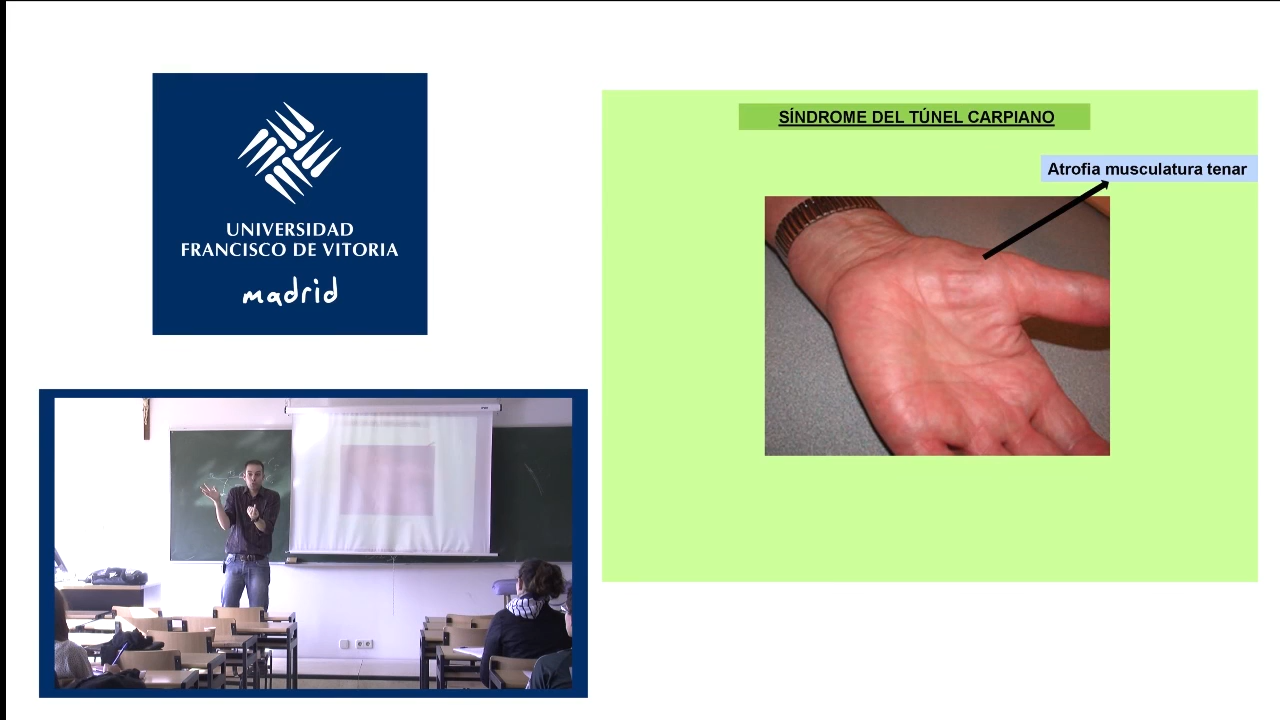 UNIVERSIDAD
FRANCISCO DE VITORIA
madrid
SÍNDROME DEL TÚNEL CARPIANO
Atrofia musculatura tenar